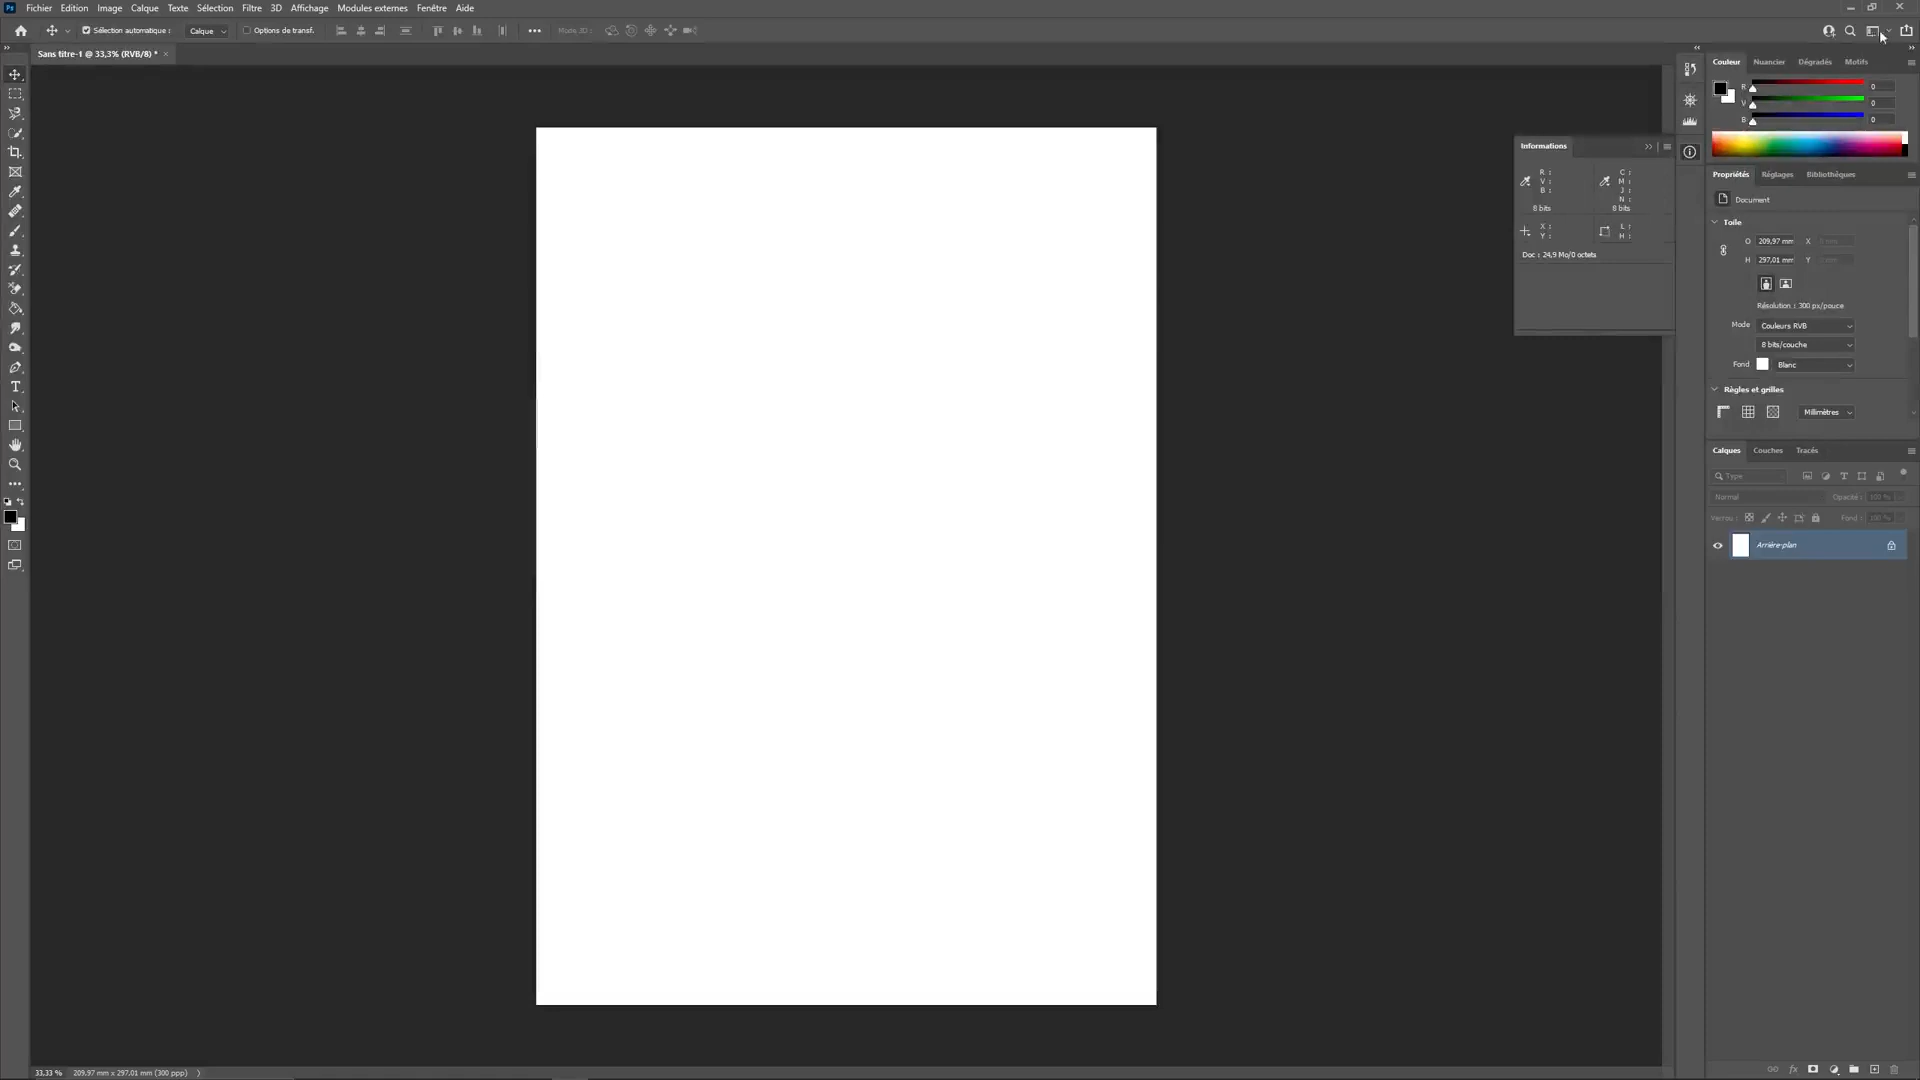 Ps Fichier Edition Image Calque Texte Sélection Filtre 3D Affichage Modules externes Fenêtre Aide
Sélection automatique : Calque Options de transf. ••• Mode 3D :
Sans titre-1 @ 33,3% (RVB/8) * ×
Couleur Nuancier Dégradés Motifs
R 0
V 0
B 0
Informations
R : C :
V : M :
B : J :
N :
8 bits 8 bits
X : L :
Y : H :
Doc : 24,9 Mo/0 octets
Propriétés Réglages Bibliothèques
Document
Toile
O 209,97 mm X
H 297,01 mm Y
Résolution : 300 px/pouce
Mode Couleurs RVB
8 bits/couche
Fond Blanc
Règles et grilles
Millimètres
Calques Couches Tracés
Type
Normal Opacité : 100 %
Verrou : Fond : 100 %
Arrière-plan
33,33 % 209,97 mm x 297,01 mm (300 ppp)